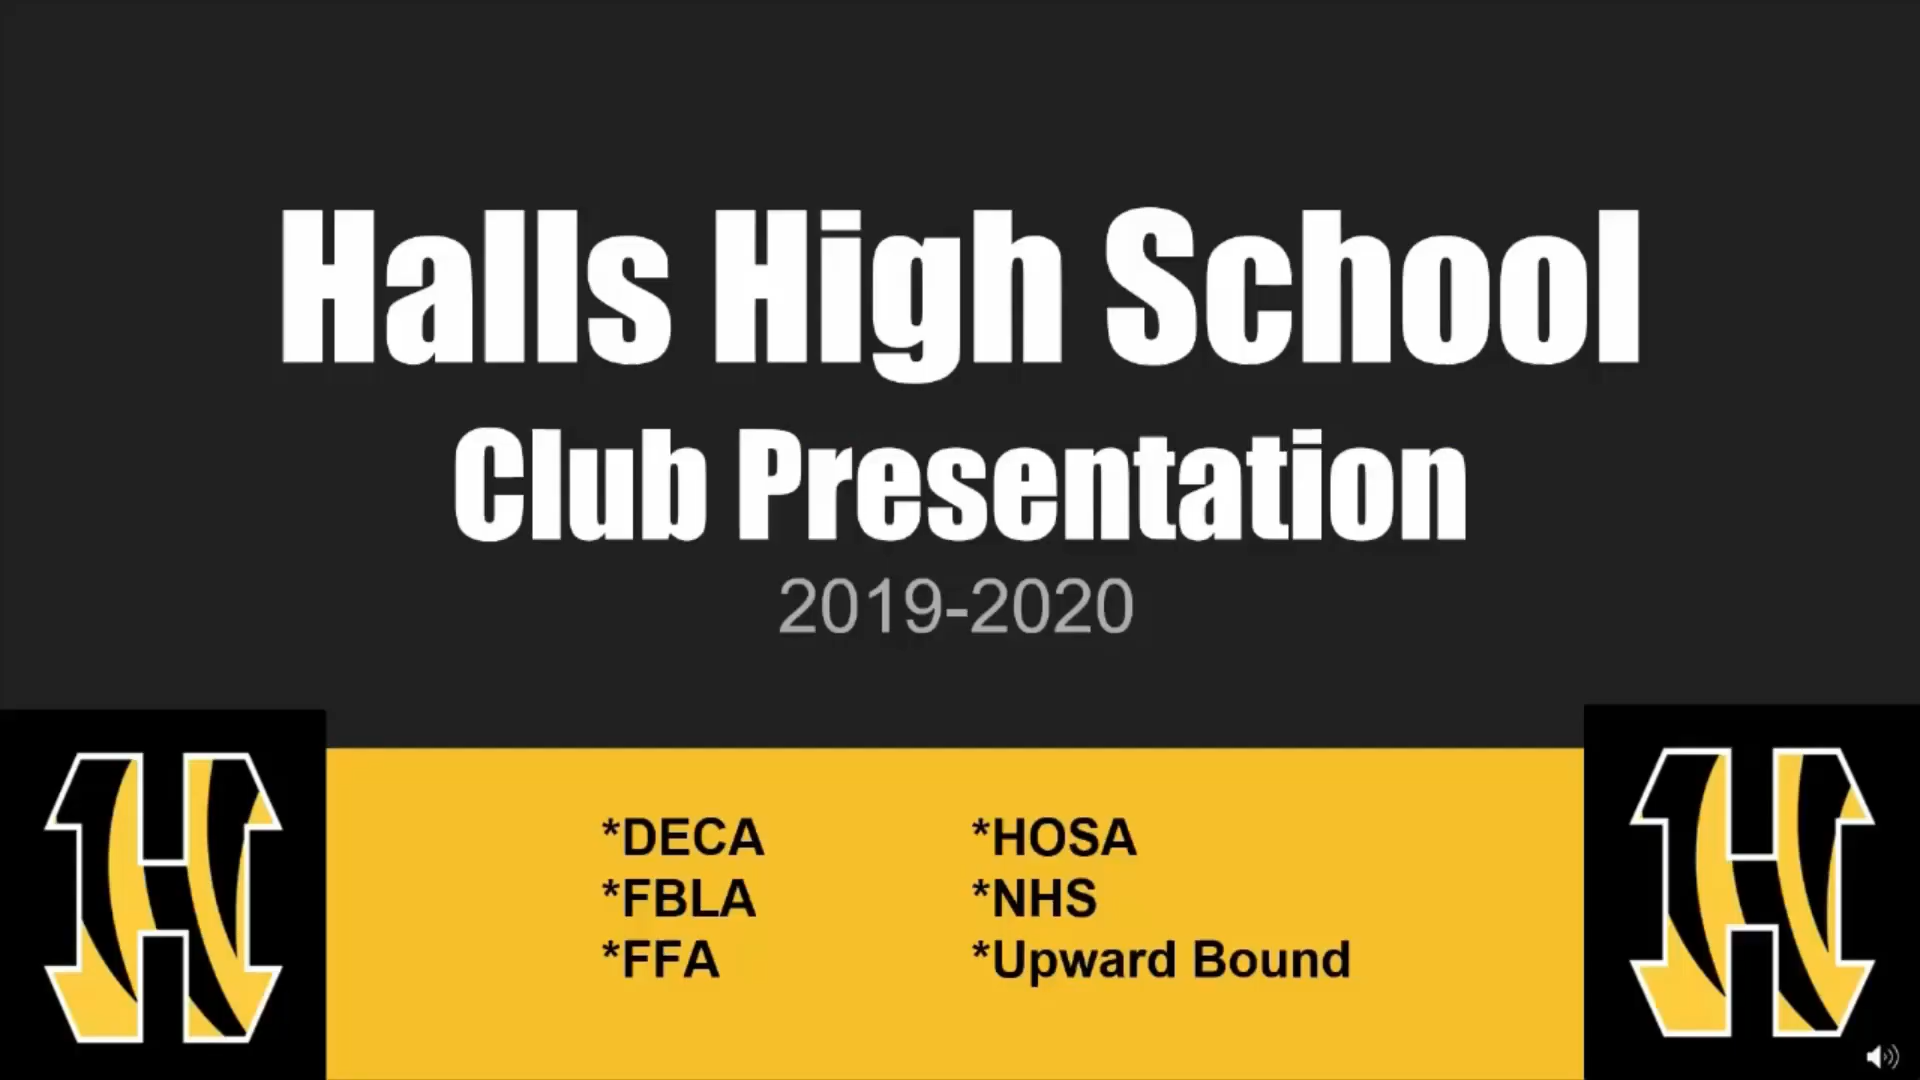 Halls High School
Club Presentation
2019-2020
*DECA
*FBLA
*FFA
*HOSA
*NHS
*Upward Bound
H
H